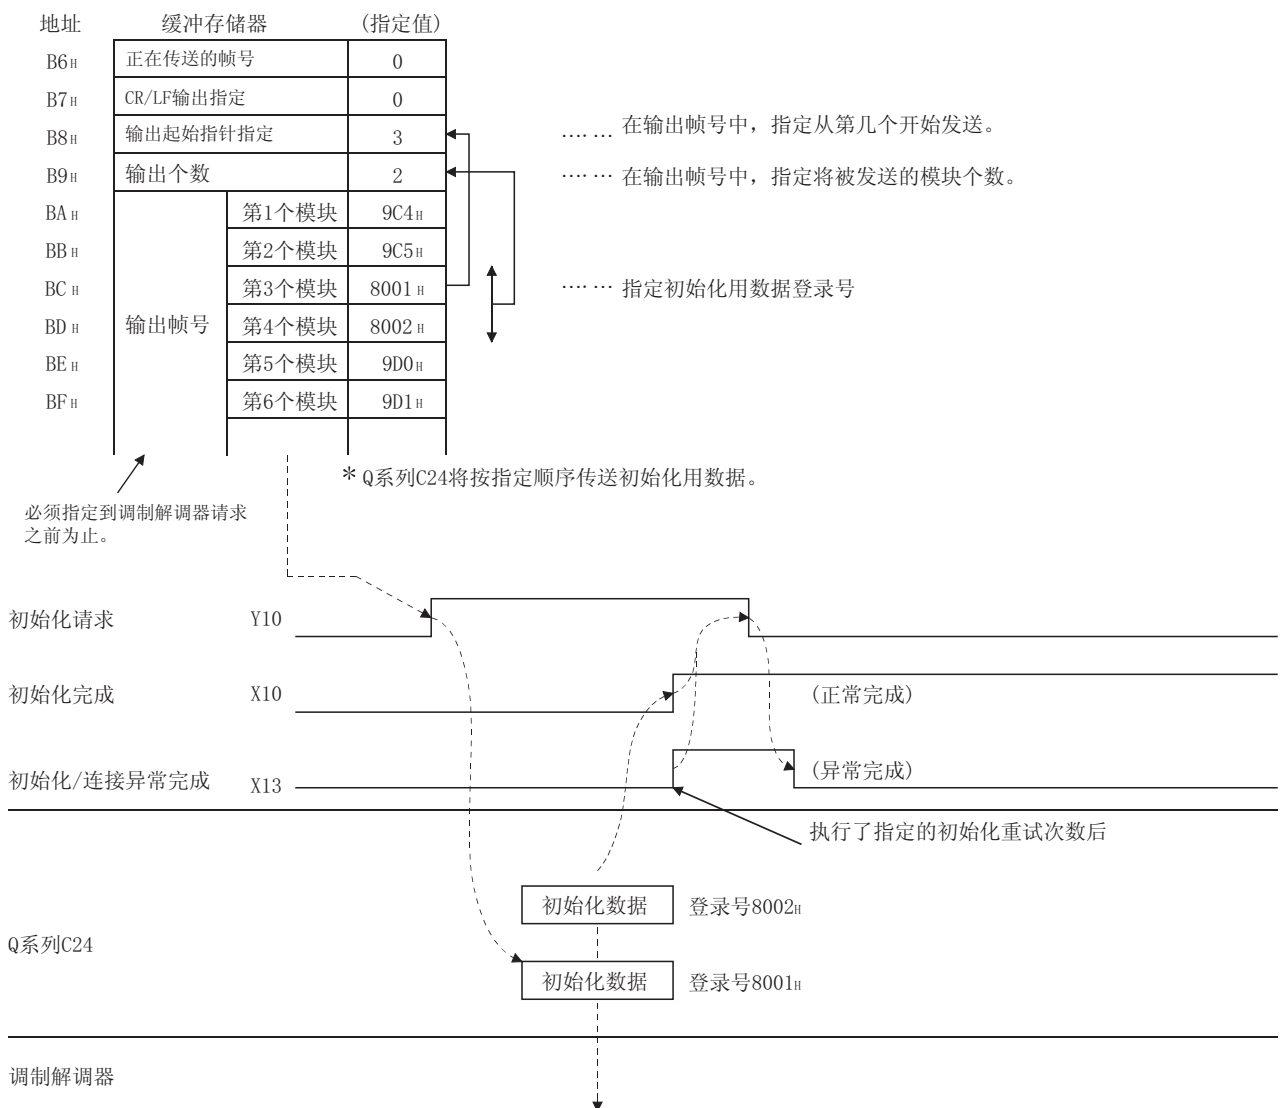 地址 缓冲存储器 (指定值)
B6H 正在传送的帧号 0
B7H CR/LF输出指定 0
B8H 输出起始指针指定 3 …… 在输出帧号中，指定从第几个开始发送。
B9H 输出个数 2 …… 在输出帧号中，指定将被发送的模块个数。
BAH 第1个模块 9C4H
BBH 第2个模块 9C5H
BCH 第3个模块 8001H …… 指定初始化用数据登录号
BDH 输出帧号 第4个模块 8002H
BEH 第5个模块 9D0H
BFH 第6个模块 9D1H
*Q系列C24将按指定顺序传送初始化用数据。
必须指定到调制解调器请求
之前为止。
初始化请求 Y10
初始化完成 X10 (正常完成)
初始化/连接异常完成 X13 (异常完成)
执行了指定的初始化重试次数后
初始化数据 登录号8002H
Q系列C24
初始化数据 登录号8001H
调制解调器